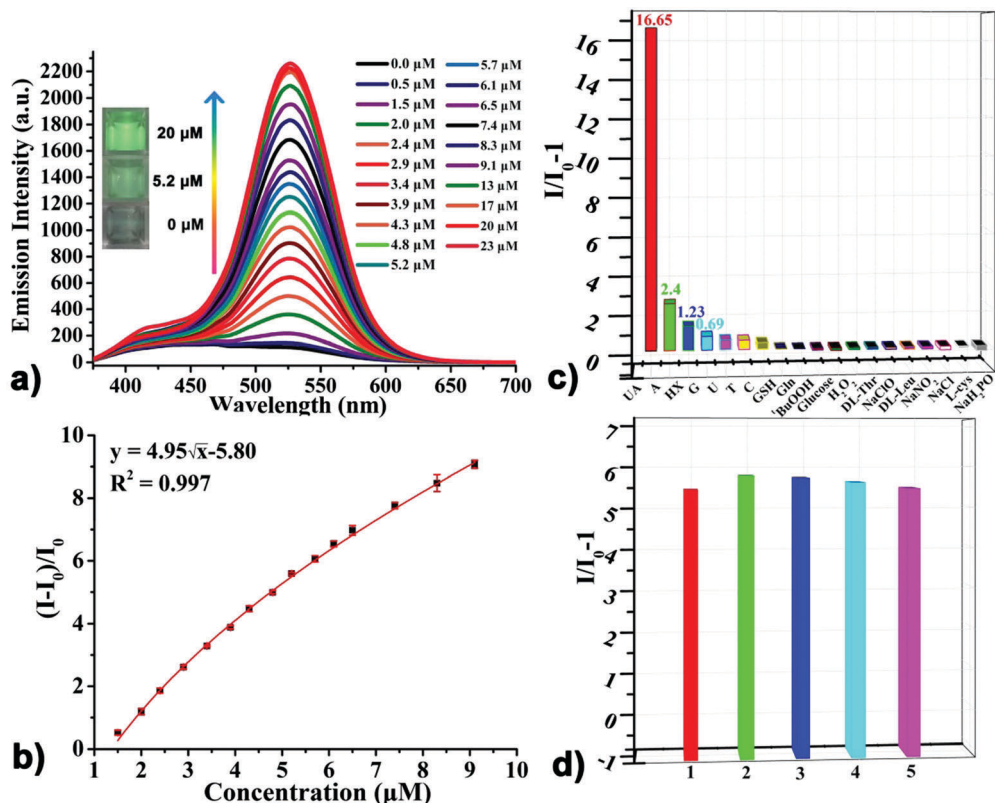 a)
Emission Intensity (a.u.)
2200
2000
1800
1600
1400
1200
1000
800
600
400
200
0
400 450 500 550 600 650 700
Wavelength (nm)
20 µM
5.2 µM
0 µM
0.0 µM
0.5 µM
1.5 µM
2.0 µM
2.4 µM
2.9 µM
3.4 µM
3.9 µM
4.3 µM
4.8 µM
5.2 µM
5.7 µM
6.1 µM
6.5 µM
7.4 µM
8.3 µM
9.1 µM
13 µM
17 µM
20 µM
23 µM
c)
I/I0-1
16
14
12
10
8
6
4
2
0
16.65
2.4
1.23
0.69
UA
A
HX
G
U
T
C
GSH
Gln
tBuOOH
Glucose
H2O2
DL-Thr
NaClO
DL-Leu
NaNO2
NaCl
L-cys
NaH2PO
b)
(I-I0)/I0
y = 4.95√x-5.80
R2 = 0.997
10
8
6
4
2
0
1 2 3 4 5 6 7 8 9 10
Concentration (µM)
d)
I/I0-1
7
6
5
4
3
2
1
0
-1
1 2 3 4 5